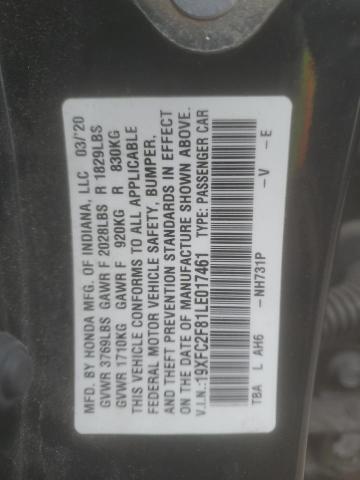 MFD. BY HONDA MFG. OF INDIANA, LLC 03/'20
GVWR 3769LBS GAWR F 2028LBS R 1829LBS
GVWR 1710KG GAWR F 920KG R 830KG
THIS VEHICLE CONFORMS TO ALL APPLICABLE
FEDERAL MOTOR VEHICLE SAFETY, BUMPER,
AND THEFT PREVENTION STANDARDS IN EFFECT
ON THE DATE OF MANUFACTURE SHOWN ABOVE.
V.I.N.:19XFC2F81LE017461 TYPE: PASSENGER CAR
TBA L AH6 -NH731P -V -E